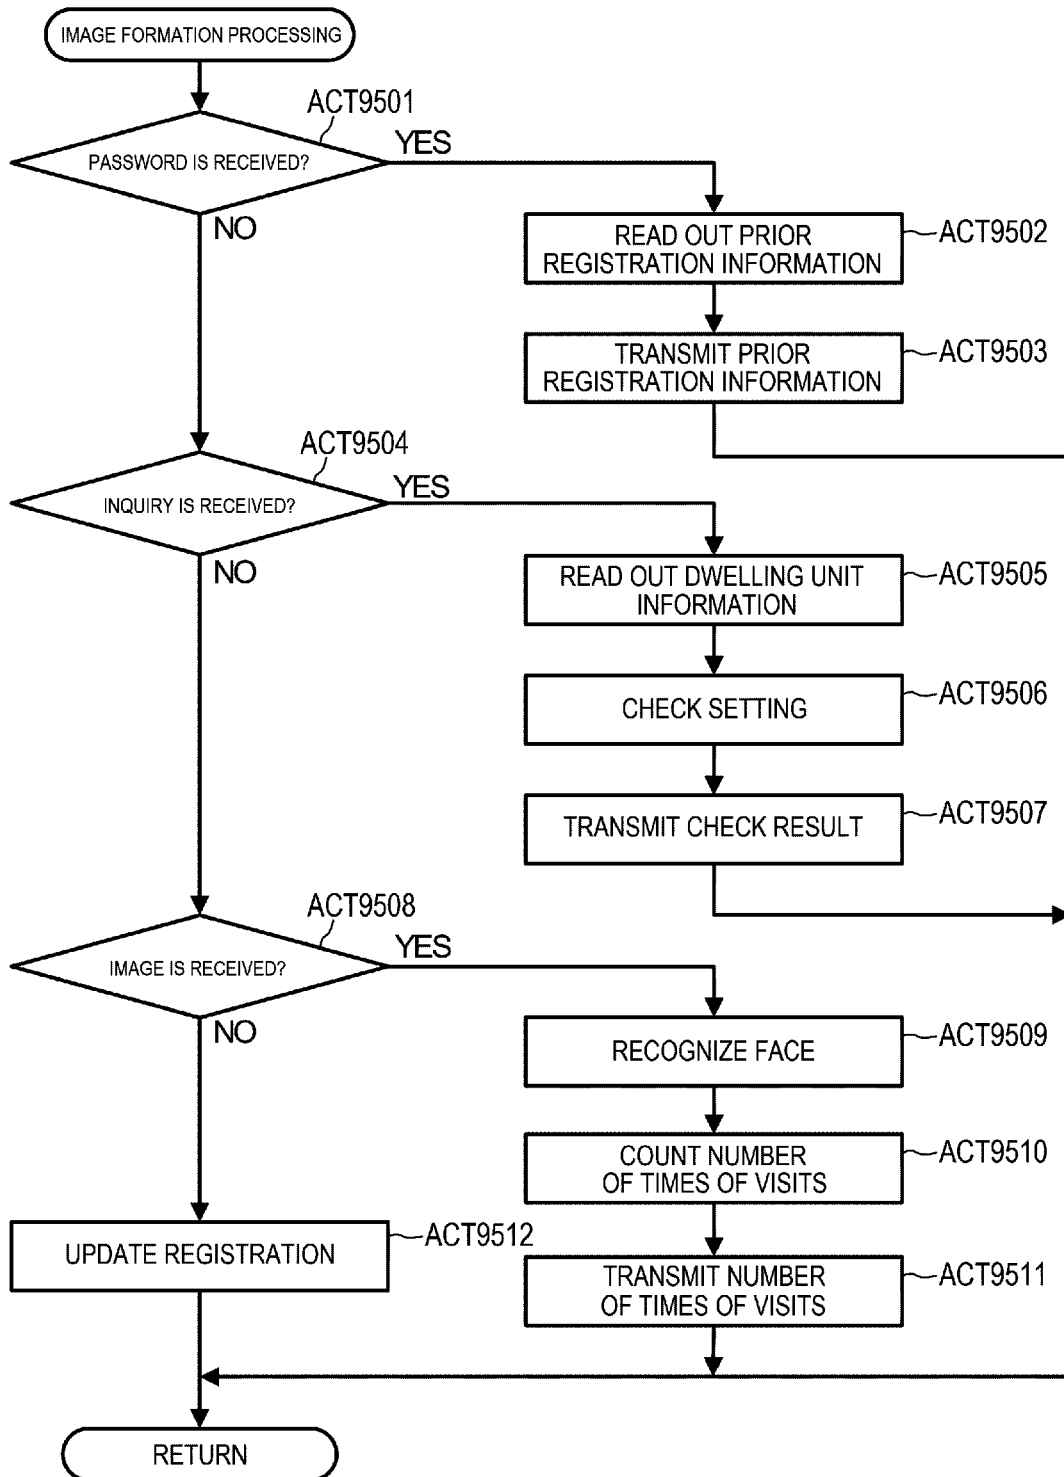 IMAGE FORMATION PROCESSING
ACT9501
PASSWORD IS RECEIVED?
YES
NO
READ OUT PRIOR
REGISTRATION INFORMATION
ACT9502
TRANSMIT PRIOR
REGISTRATION INFORMATION
ACT9503
ACT9504
INQUIRY IS RECEIVED?
YES
NO
READ OUT DWELLING UNIT
INFORMATION
ACT9505
CHECK SETTING
ACT9506
TRANSMIT CHECK RESULT
ACT9507
ACT9508
IMAGE IS RECEIVED?
YES
NO
RECOGNIZE FACE
ACT9509
COUNT NUMBER
OF TIMES OF VISITS
ACT9510
UPDATE REGISTRATION
ACT9512
TRANSMIT NUMBER
OF TIMES OF VISITS
ACT9511
RETURN